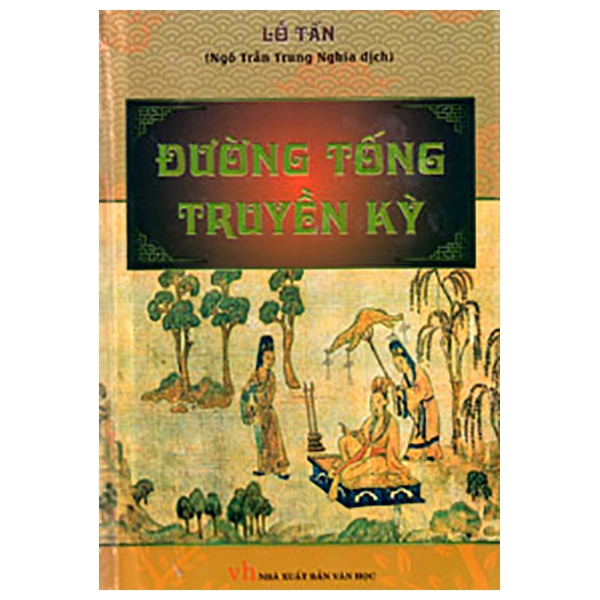 LỖ TẤN
(Ngô Trần Trung Nghĩa dịch)
ĐƯỜNG TỐNG
TRUYỀN KỲ
vh NHÀ XUẤT BẢN VĂN HỌC